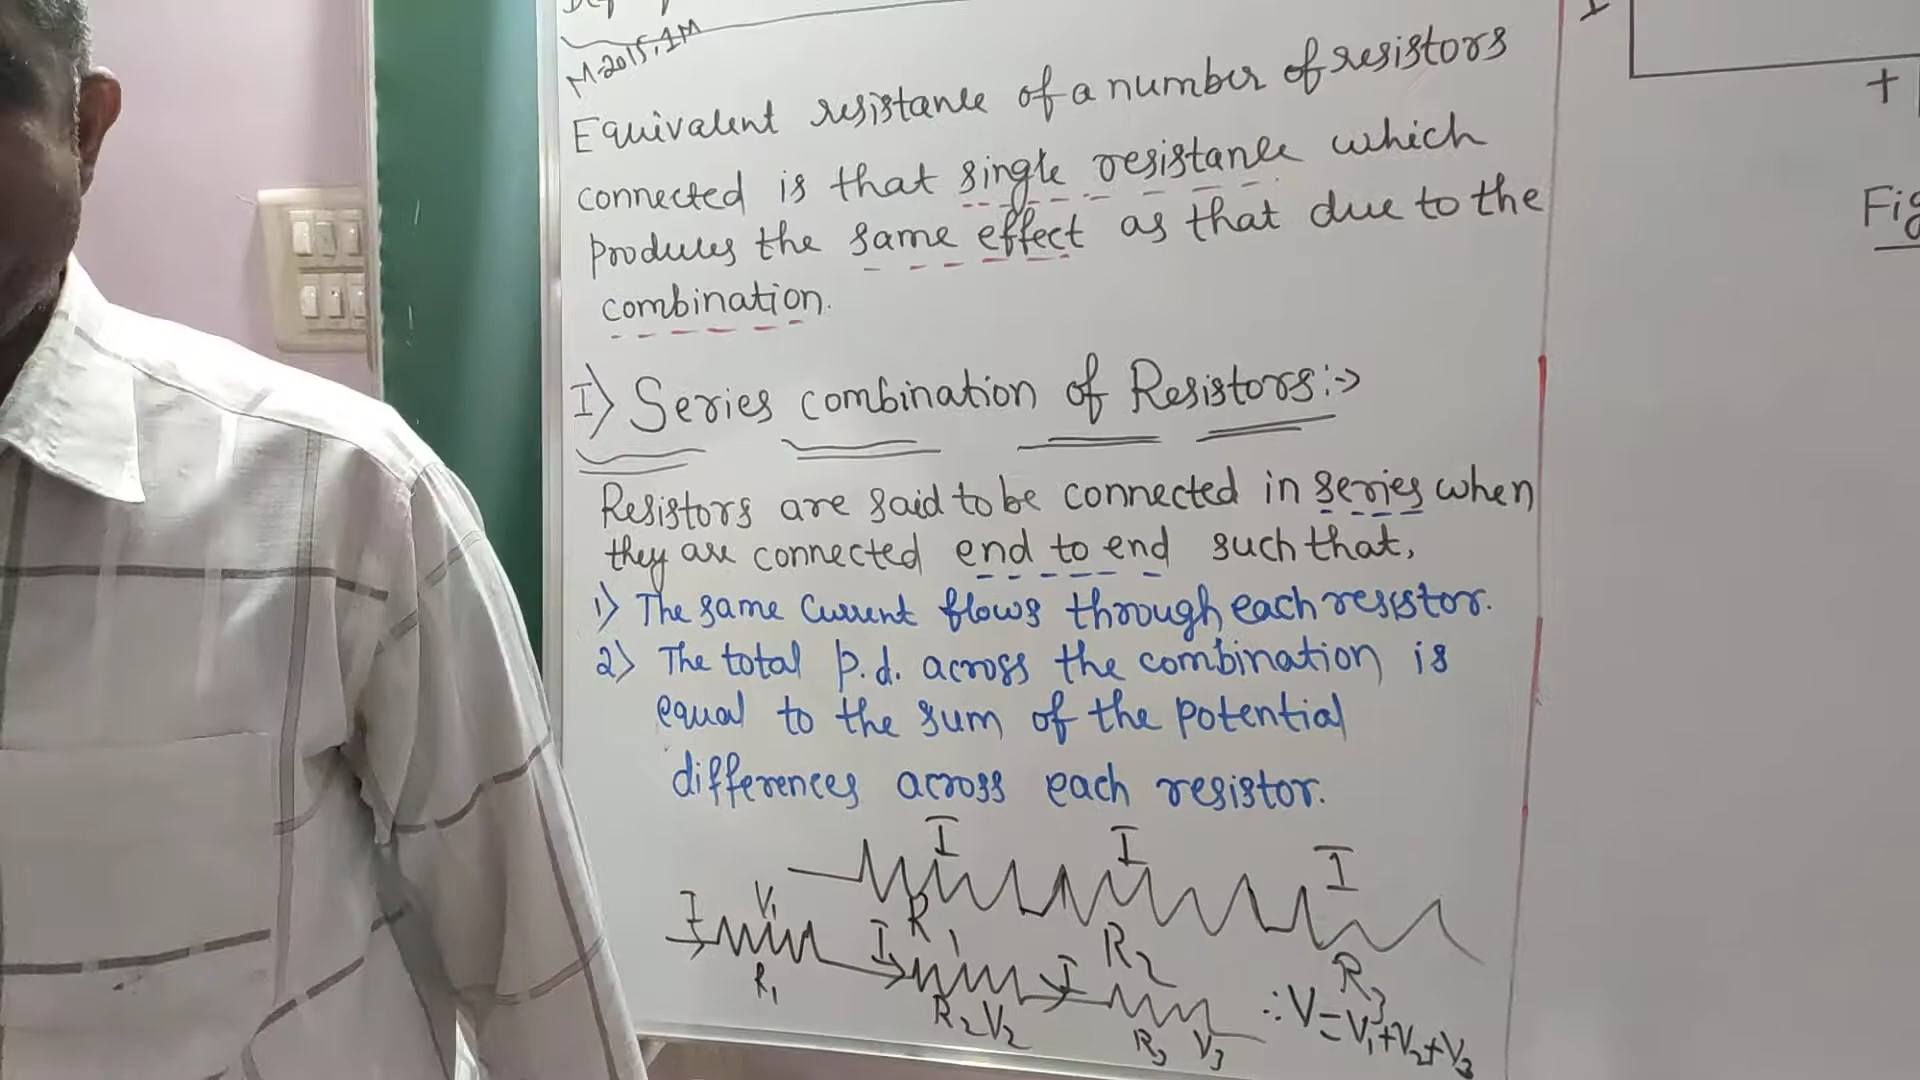 M-2015, 1M
Equivalent resistance of a number of resistors
connected is that single resistance which
produces the same effect as that due to the
combination.
I) Series combination of Resistors:->
Resistors are said to be connected in series when
they are connected end to end such that,
1) The same current flows through each resistor.
2) The total p.d. across the combination is
equal to the sum of the potential
differences across each resistor.
I I I
R1 R2 R3
I V1 I I
R1 R2 V2 R3 V3 ∴ V = V1+V2+V3
+
Fig